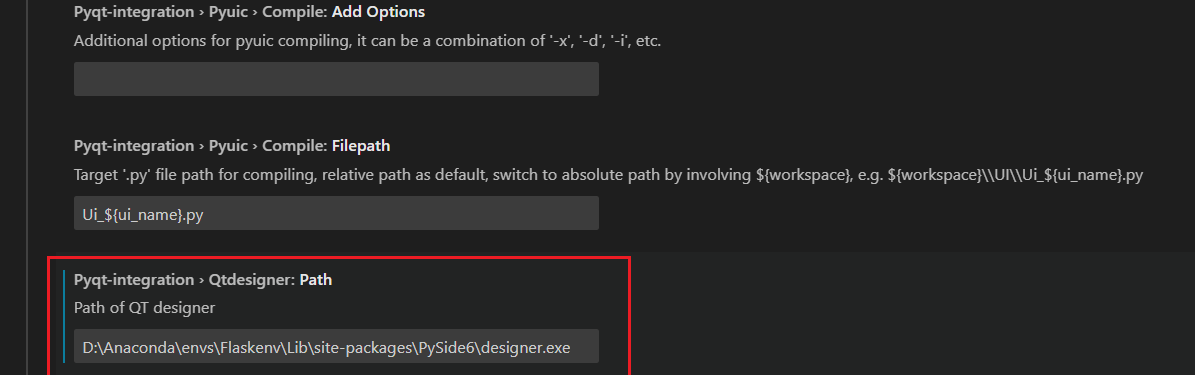 Pyqt-integration › Pyuic › Compile: Add Options
Additional options for pyuic compiling, it can be a combination of '-x', '-d', '-i', etc.
Pyqt-integration › Pyuic › Compile: Filepath
Target '.py' file path for compiling, relative path as default, switch to absolute path by involving ${workspace}, e.g. ${workspace}\\UI\\Ui_${ui_name}.py
Ui_${ui_name}.py
Pyqt-integration › Qtdesigner: Path
Path of QT designer
D:\Anaconda\envs\Flaskenv\Lib\site-packages\PySide6\designer.exe